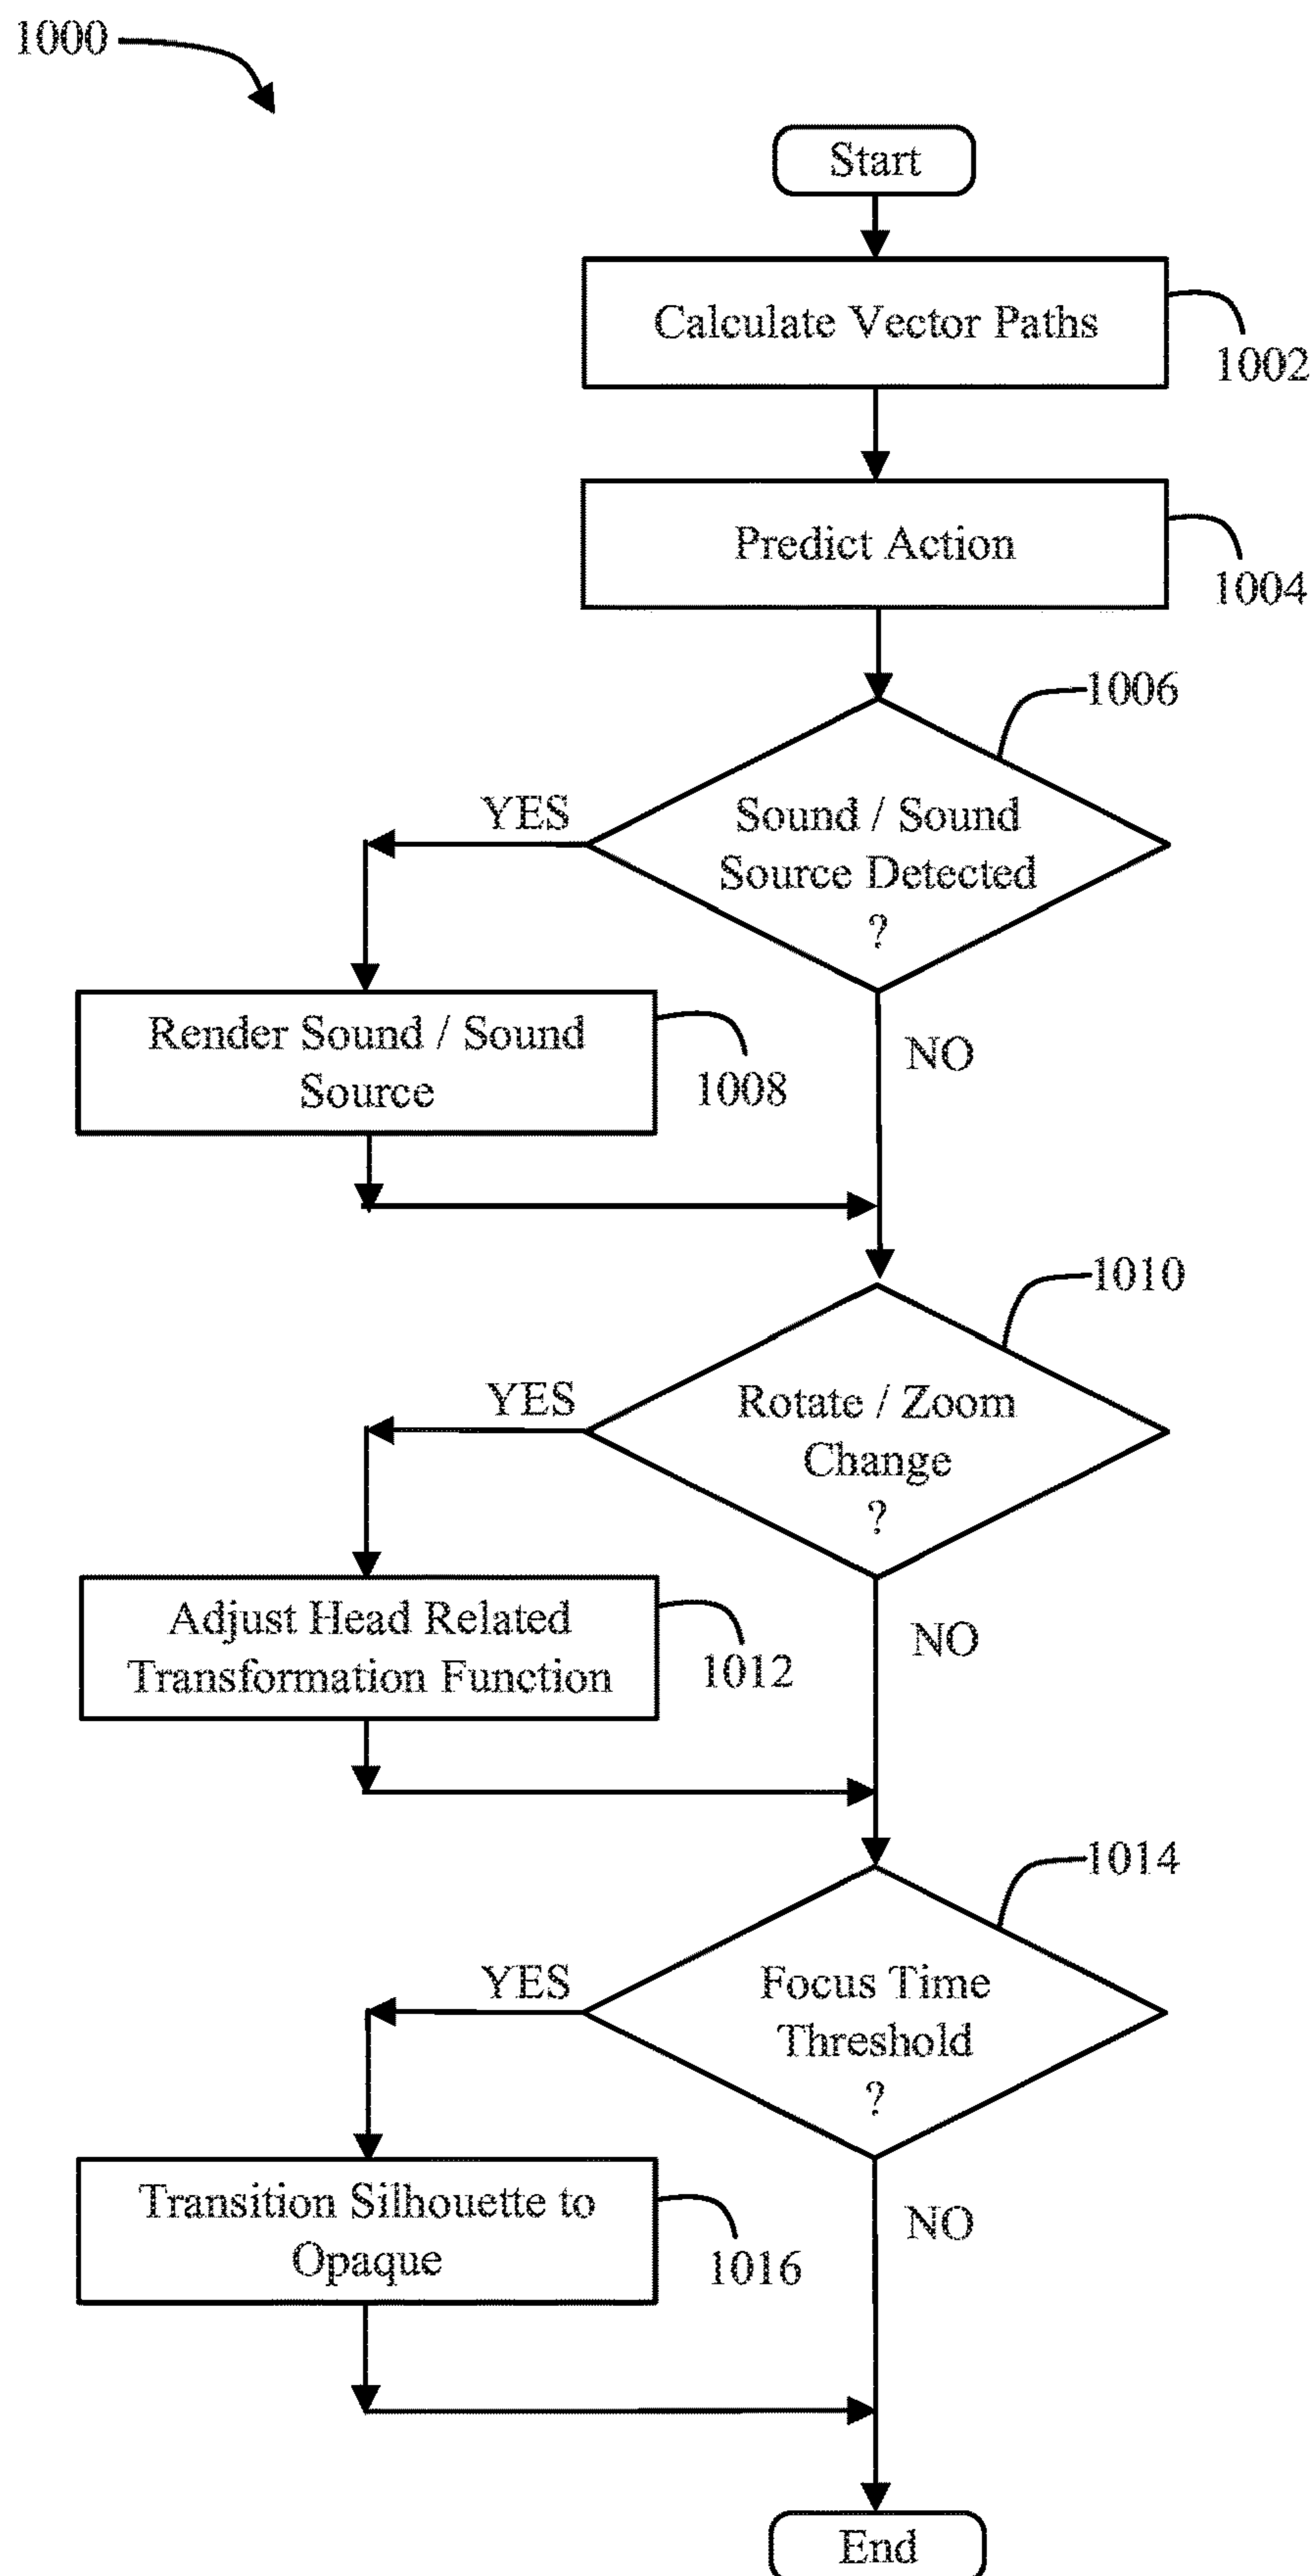 1000
Start
Calculate Vector Paths
1002
Predict Action
1004
1006
YES
Sound / Sound
Source Detected
?
NO
Render Sound / Sound
Source
1008
1010
YES
Rotate / Zoom
Change
?
NO
Adjust Head Related
Transformation Function
1012
1014
YES
Focus Time
Threshold
?
NO
Transition Silhouette to
Opaque
1016
End